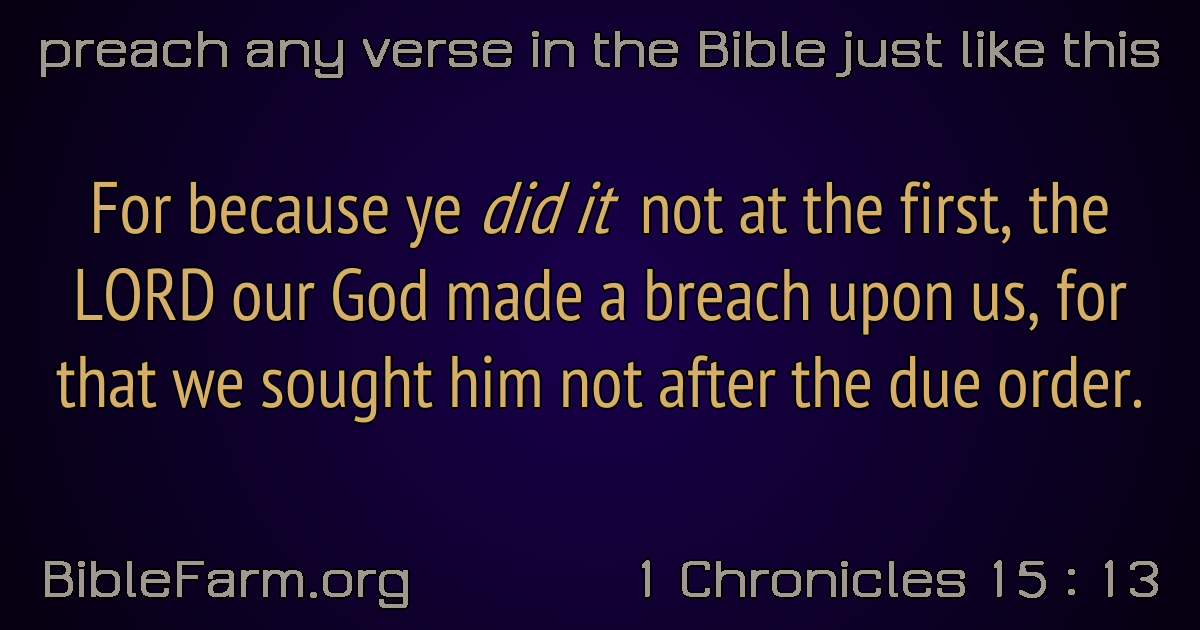 preach any verse in the Bible just like this
For because ye did it not at the first, the
LORD our God made a breach upon us, for
that we sought him not after the due order.
BibleFarm.org
1 Chronicles 15 : 13